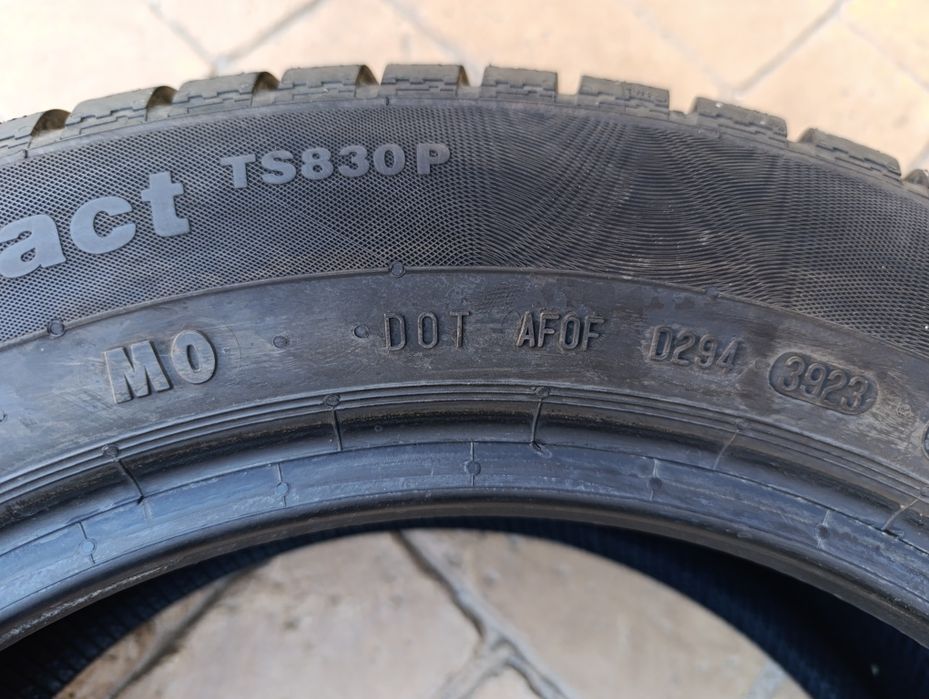 act TS830P
MO DOT AFOF D294 3923